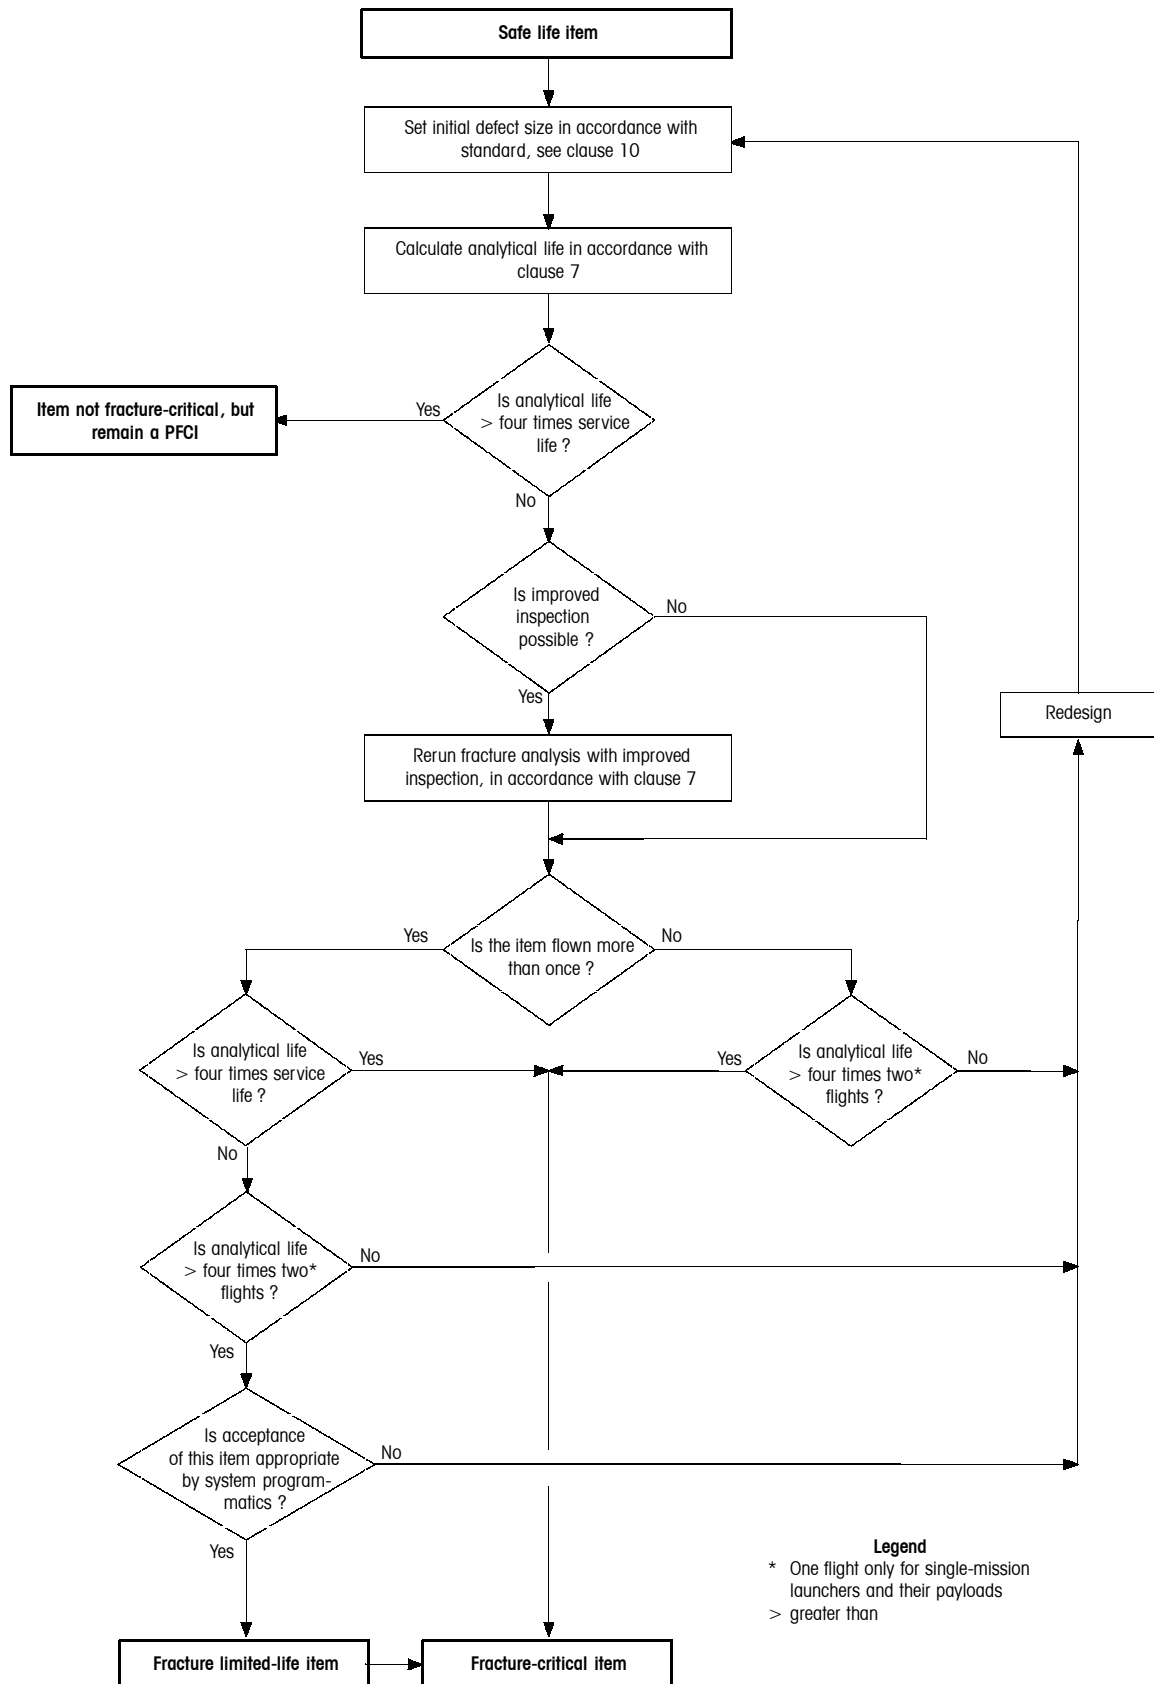 Safe life item
Set initial defect size in accordance with
standard, see clause 10
Calculate analytical life in accordance with
clause 7
Is analytical life
> four times service
life ?
Yes
Item not fracture-critical, but
remain a PFCI
No
Is improved
inspection
possible ?
No
Yes
Redesign
Rerun fracture analysis with improved
inspection, in accordance with clause 7
Is the item flown more
than once ?
Yes
No
Is analytical life
> four times service
life ?
Yes
Yes
Is analytical life
> four times two*
flights ?
No
No
Is analytical life
> four times two*
flights ?
No
Yes
Is acceptance
of this item appropriate
by system program-
matics ?
No
Yes
Legend
* One flight only for single-mission
launchers and their payloads
> greater than
Fracture limited-life item
Fracture-critical item